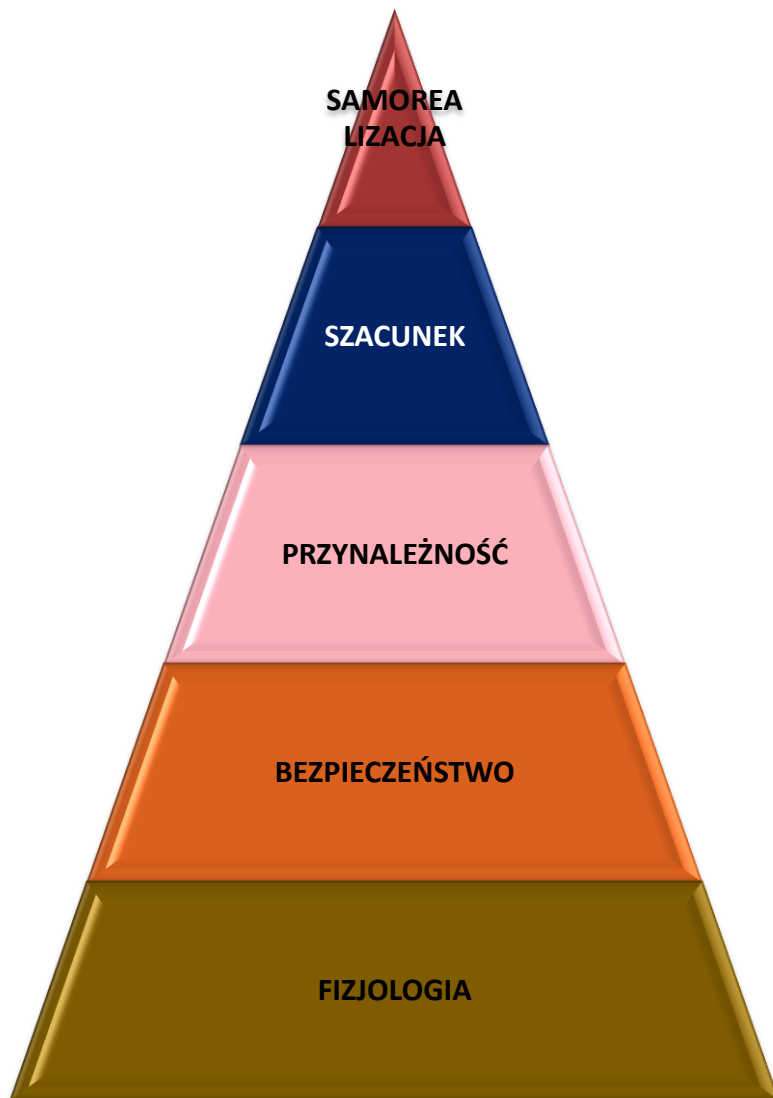 SAMOREA
LIZACJA
SZACUNEK
PRZYNALEŻNOŚĆ
BEZPIECZEŃSTWO
FIZJOLOGIA